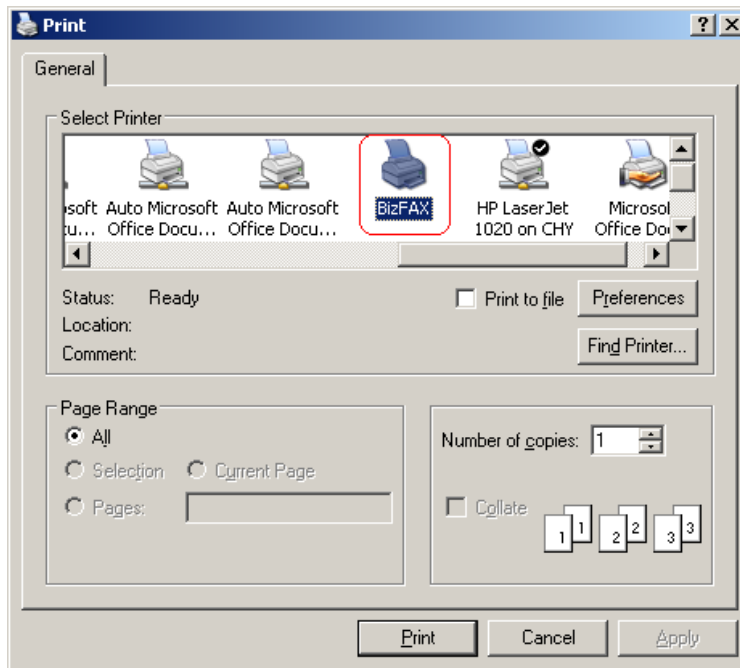 Print
General
Select Printer
osoft Auto Microsoft Auto Microsoft BizFAX HP LaserJet Microsof
cu... Office Docu... Office Docu... 1020 on CHY Office Do
Status: Ready Print to file Preferences
Location:
Comment: Find Printer...
Page Range
All Number of copies: 1
Selection Current Page
Pages: Collate
1 1 2 2 3 3
Print Cancel Apply